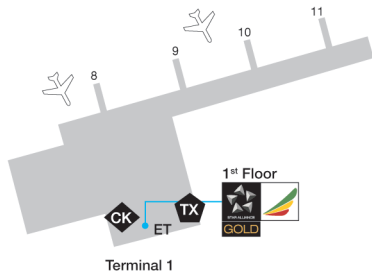 11
10
9
8
1st Floor
CK
TX
ET
STAR ALLIANCE
GOLD
Terminal 1